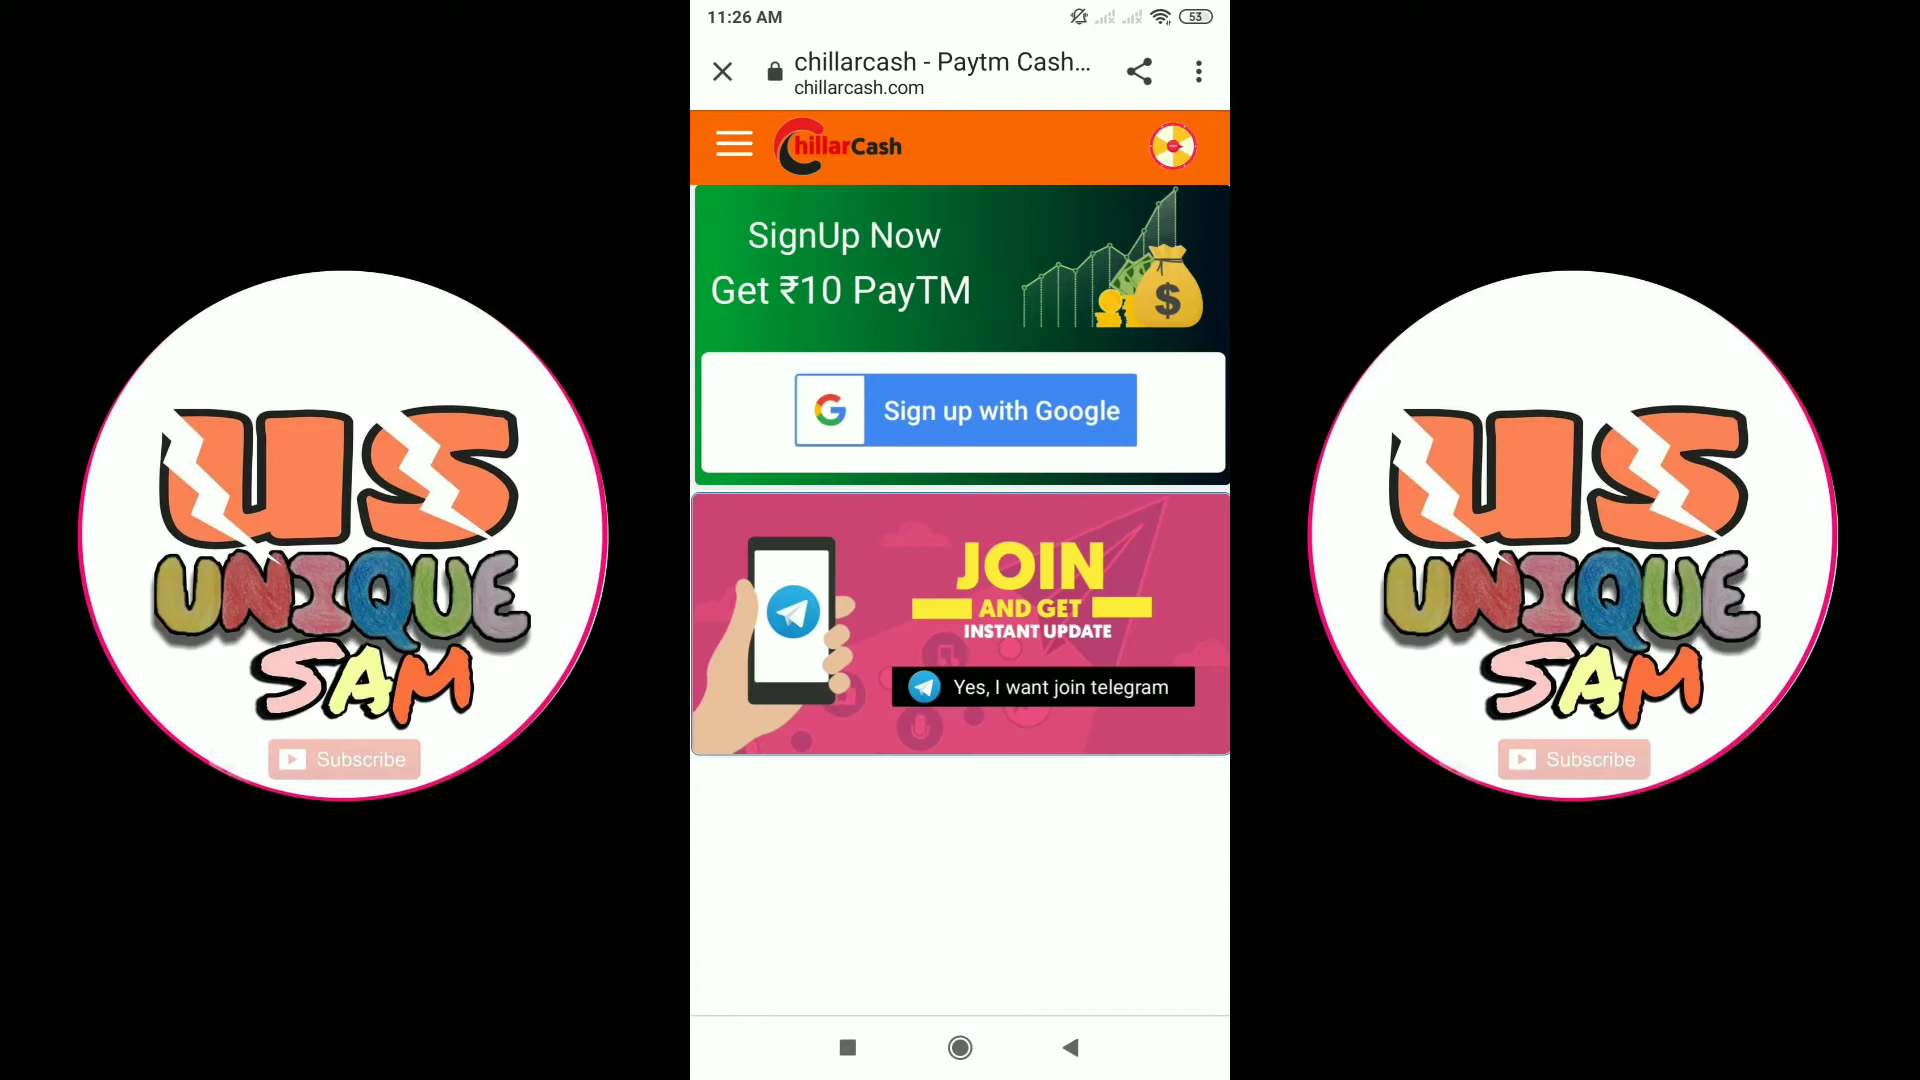 11:26 AM
53
chillarcash - Paytm Cash...
chillarcash.com
ChillarCash
SignUp Now
Get ₹10 PayTM
$
G
Sign up with Google
JOIN
AND GET
INSTANT UPDATE
Yes, I want join telegram
US
UNIQUE
SAM
Subscribe
US
UNIQUE
SAM
Subscribe